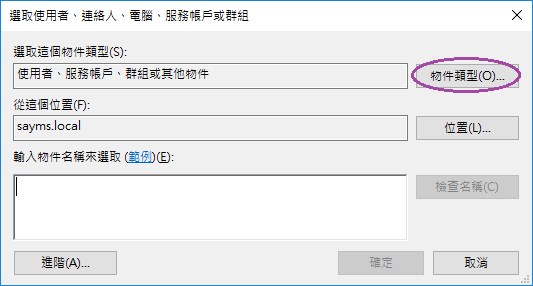 選取使用者、連絡人、電腦、服務帳戶或群組
選取這個物件類型(S):
使用者、服務帳戶、群組或其他物件
物件類型(O)...
從這個位置(F):
sayms.local
位置(L)...
輸入物件名稱來選取 (範例)(E):
檢查名稱(C)
進階(A)...
確定
取消